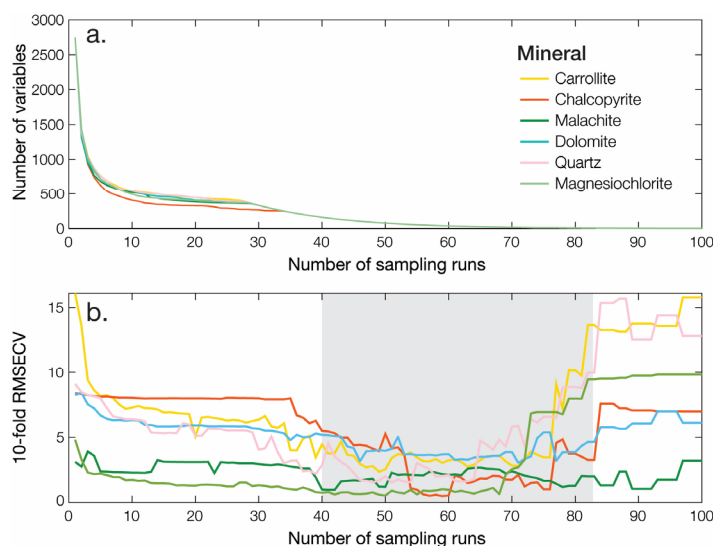 a.
3000
2500
2000
1500
1000
500
0
Number of variables
Mineral
Carrollite
Chalcopyrite
Malachite
Dolomite
Quartz
Magnesiochlorite
0 10 20 30 40 50 60 70 80 90 100
Number of sampling runs
b.
15
10
5
0
10-fold RMSECV
0 10 20 30 40 50 60 70 80 90 100
Number of sampling runs